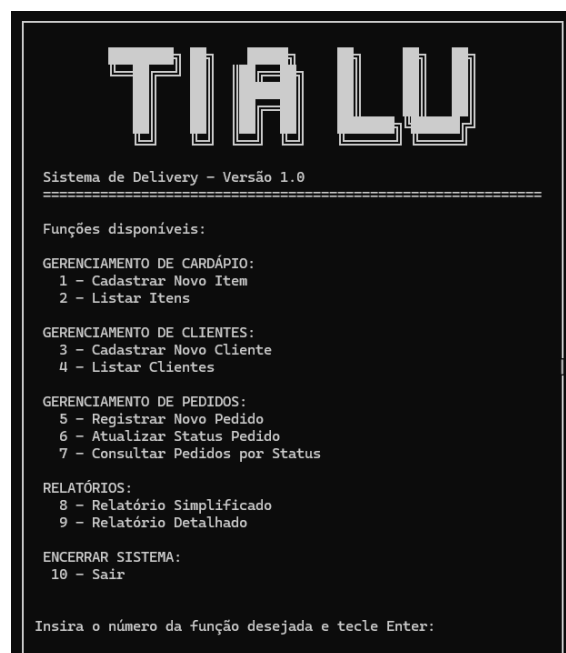 TIA LU
Sistema de Delivery - Versão 1.0
=============================================================
Funções disponíveis:
GERENCIAMENTO DE CARDÁPIO:
1 - Cadastrar Novo Item
2 - Listar Itens
GERENCIAMENTO DE CLIENTES:
3 - Cadastrar Novo Cliente
4 - Listar Clientes
GERENCIAMENTO DE PEDIDOS:
5 - Registrar Novo Pedido
6 - Atualizar Status Pedido
7 - Consultar Pedidos por Status
RELATÓRIOS:
8 - Relatório Simplificado
9 - Relatório Detalhado
ENCERRAR SISTEMA:
10 - Sair
Insira o número da função desejada e tecle Enter: